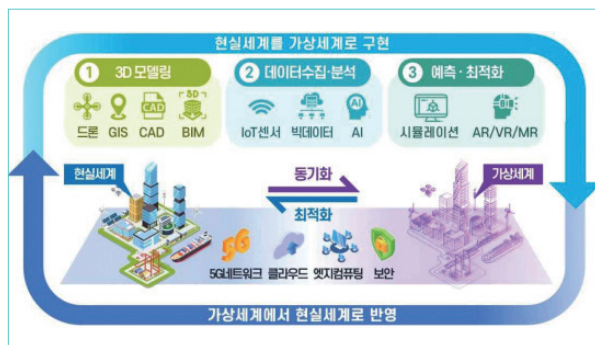 현실세계를 가상세계로 구현
1 3D 모델링
드론 GIS CAD BIM
CAD
3D
2 데이터수집·분석
IoT센서 빅데이터 AI
AI
3 예측·최적화
시뮬레이션 AR/VR/MR
현실세계
동기화
최적화
가상세계
5G
5G네트워크 클라우드 엣지컴퓨팅 보안
가상세계에서 현실세계로 반영